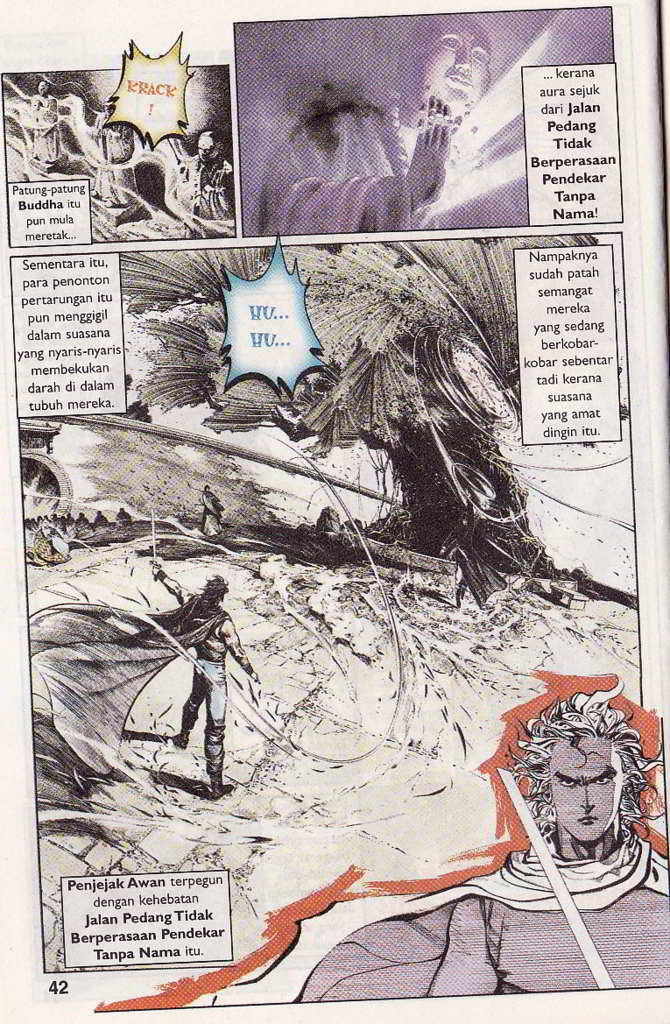 KRACK
!
Patung-patung
Buddha itu
pun mula
meretak...
... kerana
aura sejuk
dari Jalan
Pedang
Tidak
Berperasaan
Pendekar
Tanpa
Nama!
Sementara itu,
para penonton
pertarungan itu
pun menggigil
dalam suasana
yang nyaris-nyaris
membekukan
darah di dalam
tubuh mereka.
HU...
HU...
Nampaknya
sudah patah
semangat
mereka
yang sedang
berkobar-
kobar sebentar
tadi kerana
suasana
yang amat
dingin itu.
Penjejak Awan terpegun
dengan kehebatan
Jalan Pedang Tidak
Berperasaan Pendekar
Tanpa Nama itu.
42